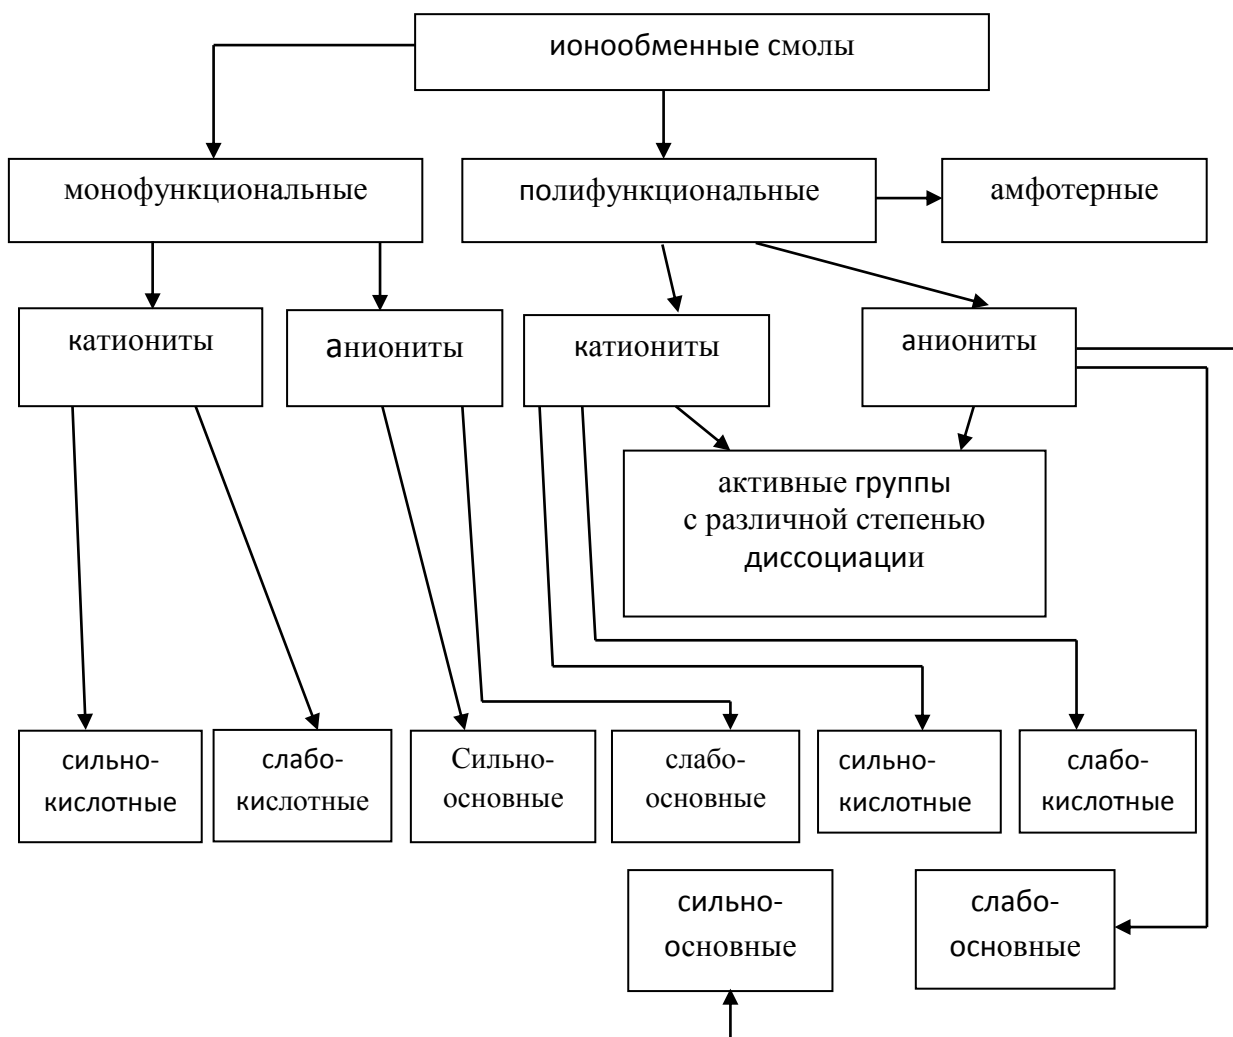 ионообменные смолы
монофункциональные
полифункциональные
амфотерные
катиониты
аниониты
катиониты
аниониты
активные группы
с различной степенью
диссоциации
сильно-
кислотные
слабо-
кислотные
Сильно-
основные
слабо-
основные
сильно-
кислотные
слабо-
кислотные
сильно-
основные
слабо-
основные